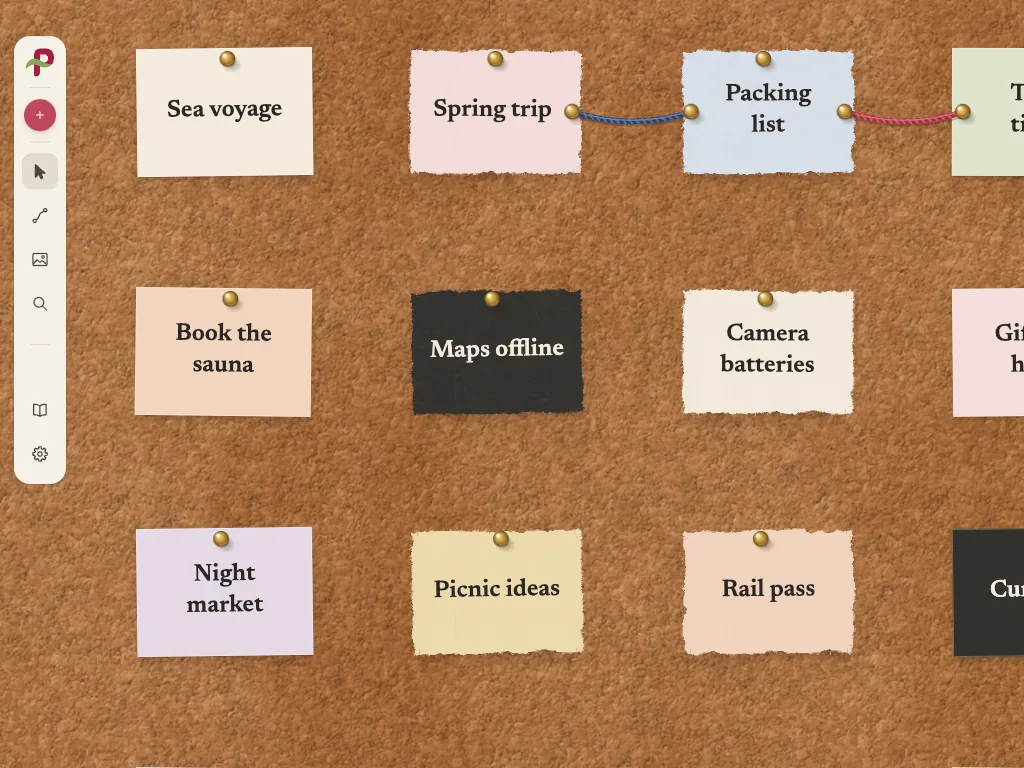 Sea voyage
Spring trip
Packing
list
Book the
sauna
Maps offline
Camera
batteries
Night
market
Picnic ideas
Rail pass